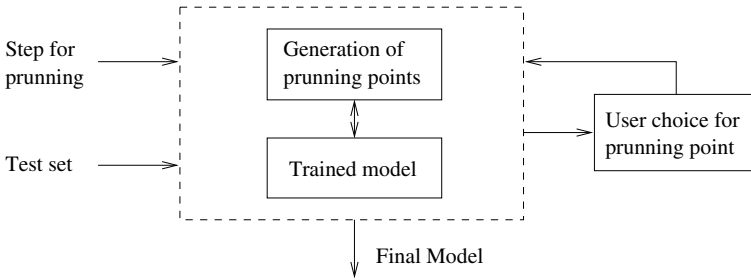 Step for
prunning
Generation of
prunning points
User choice for
prunning point
Test set
Trained model
Final Model